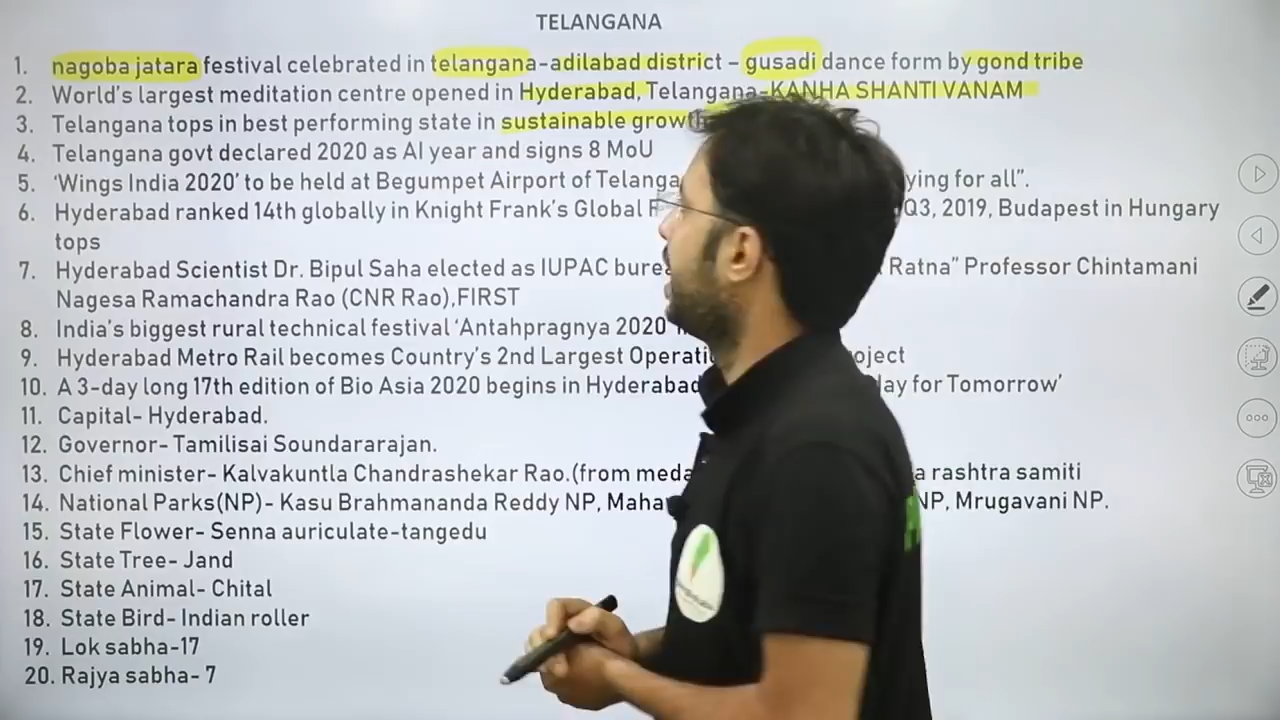 TELANGANA
1. nagoba jatara festival celebrated in telangana-adilabad district – gusadi dance form by gond tribe
2. World's largest meditation centre opened in Hyderabad, Telangana-KANHA SHANTI VANAM
3. Telangana tops in best performing state in sustainable growth
4. Telangana govt declared 2020 as AI year and signs 8 MoU
5. 'Wings India 2020' to be held at Begumpet Airport of Telanga ying for all".
6. Hyderabad ranked 14th globally in Knight Frank's Global Q3, 2019, Budapest in Hungary
tops
7. Hyderabad Scientist Dr. Bipul Saha elected as IUPAC bure Ratna" Professor Chintamani
Nagesa Ramachandra Rao (CNR Rao),FIRST
8. India's biggest rural technical festival 'Antahpragnya 2020'
9. Hyderabad Metro Rail becomes Country's 2nd Largest Operati oject
10. A 3-day long 17th edition of Bio Asia 2020 begins in Hyderabad day for Tomorrow'
11. Capital- Hyderabad.
12. Governor- Tamilisai Soundararajan.
13. Chief minister- Kalvakuntla Chandrashekar Rao.(from meda a rashtra samiti
14. National Parks(NP)- Kasu Brahmananda Reddy NP, Maha NP, Mrugavani NP.
15. State Flower- Senna auriculate-tangedu
16. State Tree- Jand
17. State Animal- Chital
18. State Bird- Indian roller
19. Lok sabha-17
20. Rajya sabha- 7